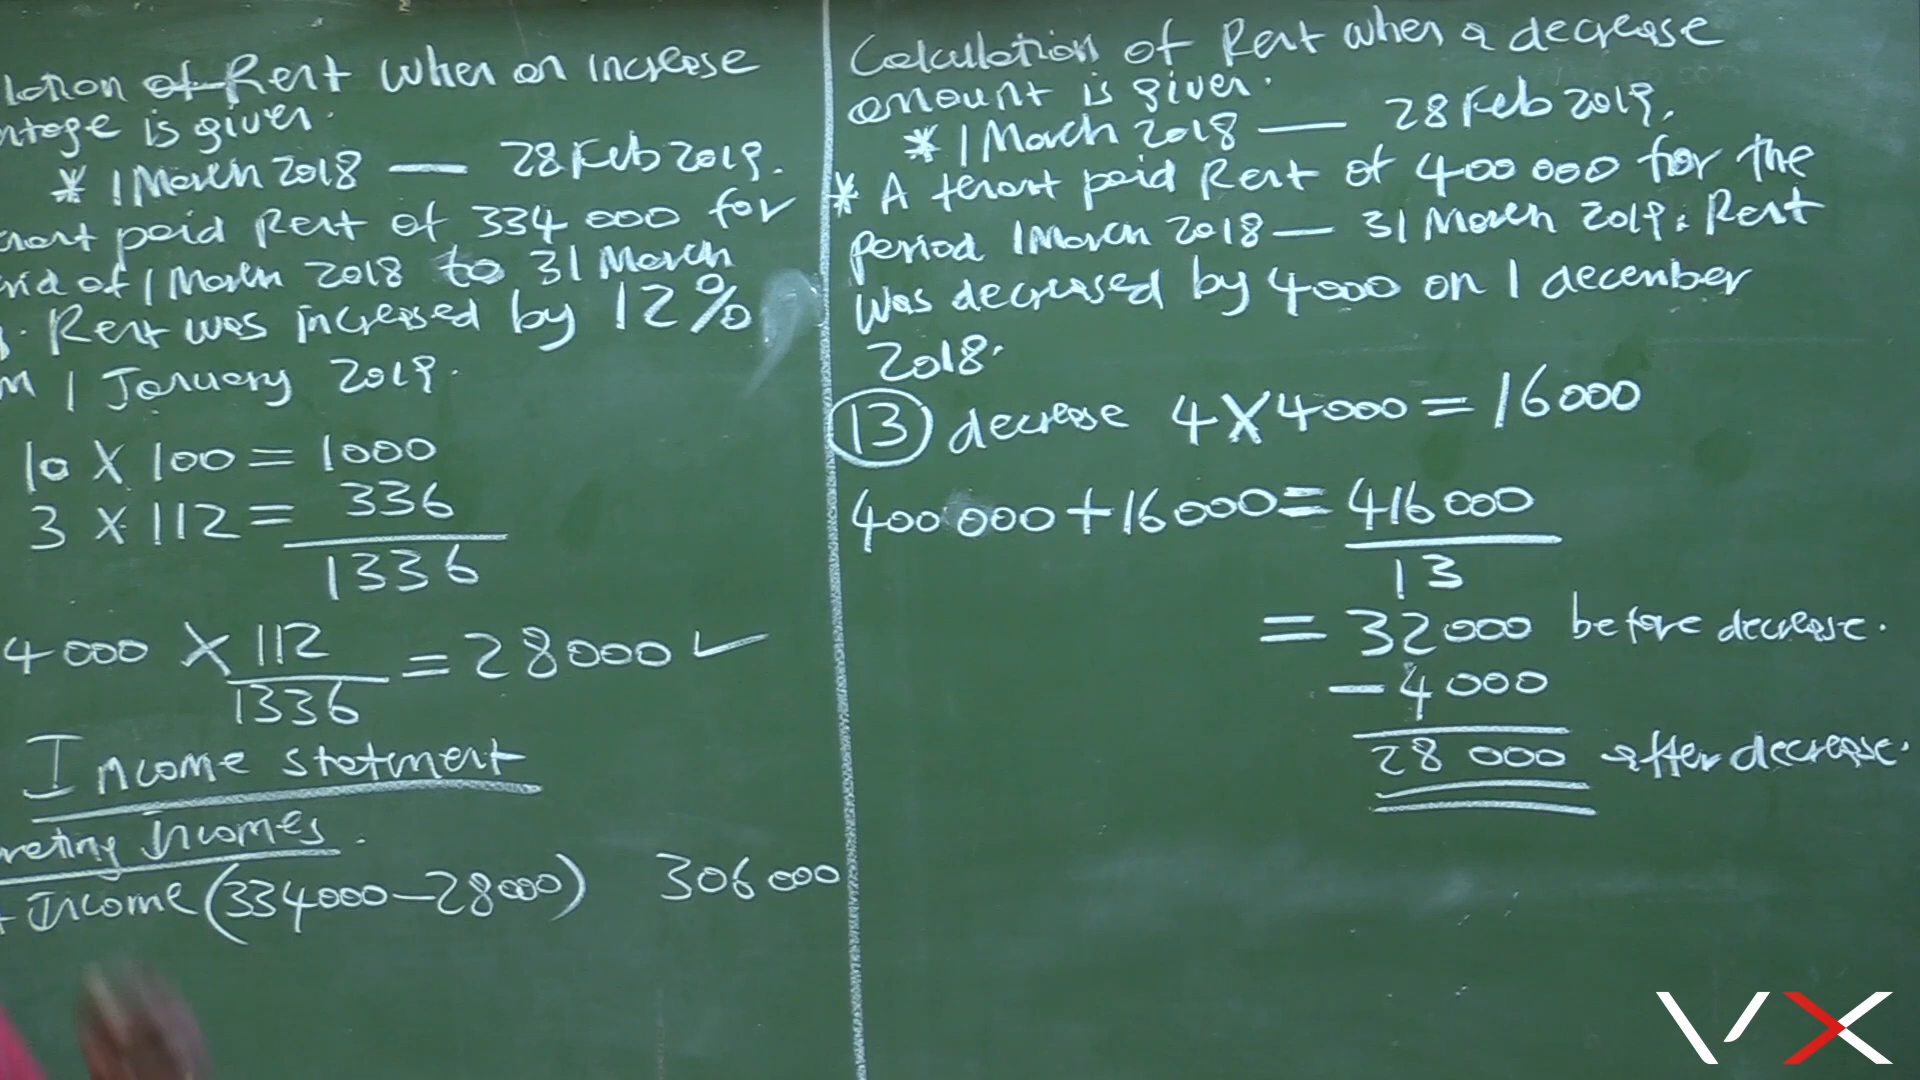 lation of Rent when an increase
ntage is given.
* 1 March 2018 — 28 Feb 2019.
nant paid Rent of 334 000 for
riod of 1 March 2018 to 31 March
9. Rent was increased by 12%
m 1 January 2019.
10 X 100 = 1000
3 X 112 = 336
1336
4 000 X 112 = 28000 ✓
1336
Income statement
rating Incomes.
t Income (334000-28000) 306 000
Calculation of Rent when a decrease
amount is given.
* 1 March 2018 — 28 Feb 2019.
* A tenant paid Rent of 400 000 for the
period 1 March 2018 — 31 March 2019. Rent
was decreased by 4000 on 1 december
2018.
13 decrease 4 X 4000 = 16000
400 000 + 16000 = 416 000
13
= 32000 before decrease.
- 4 000
28 000 after decrease.
VX